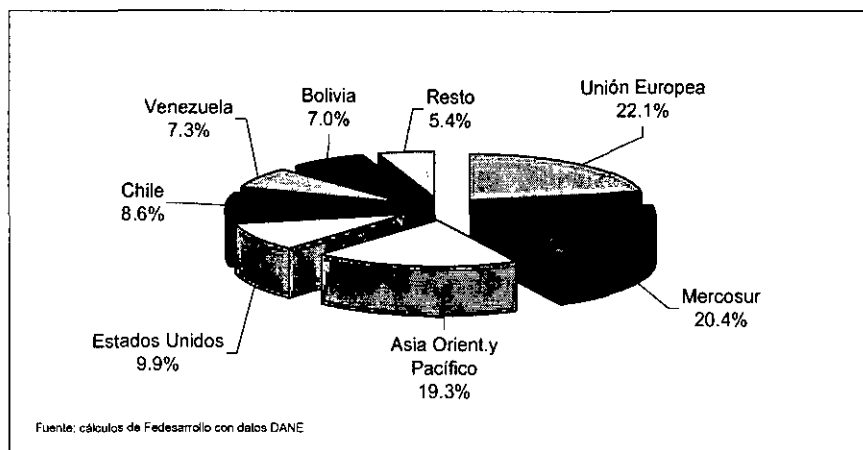 Unión Europea
22.1%
Mercosur
20.4%
Asia Orient.y
Pacífico
19.3%
Estados Unidos
9.9%
Chile
8.6%
Venezuela
7.3%
Bolivia
7.0%
Resto
5.4%
Fuente: cálculos de Fedesarrollo con datos DANE